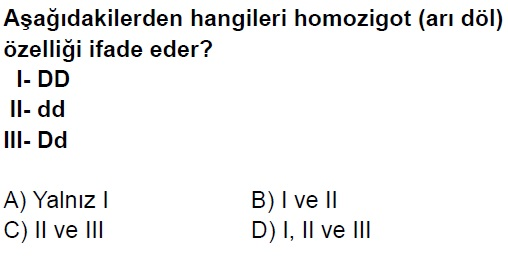 Aşağıdakilerden hangileri homozigot (arı döl)
özelliği ifade eder?
I- DD
II- dd
III- Dd
A) Yalnız I B) I ve II
C) II ve III D) I, II ve III